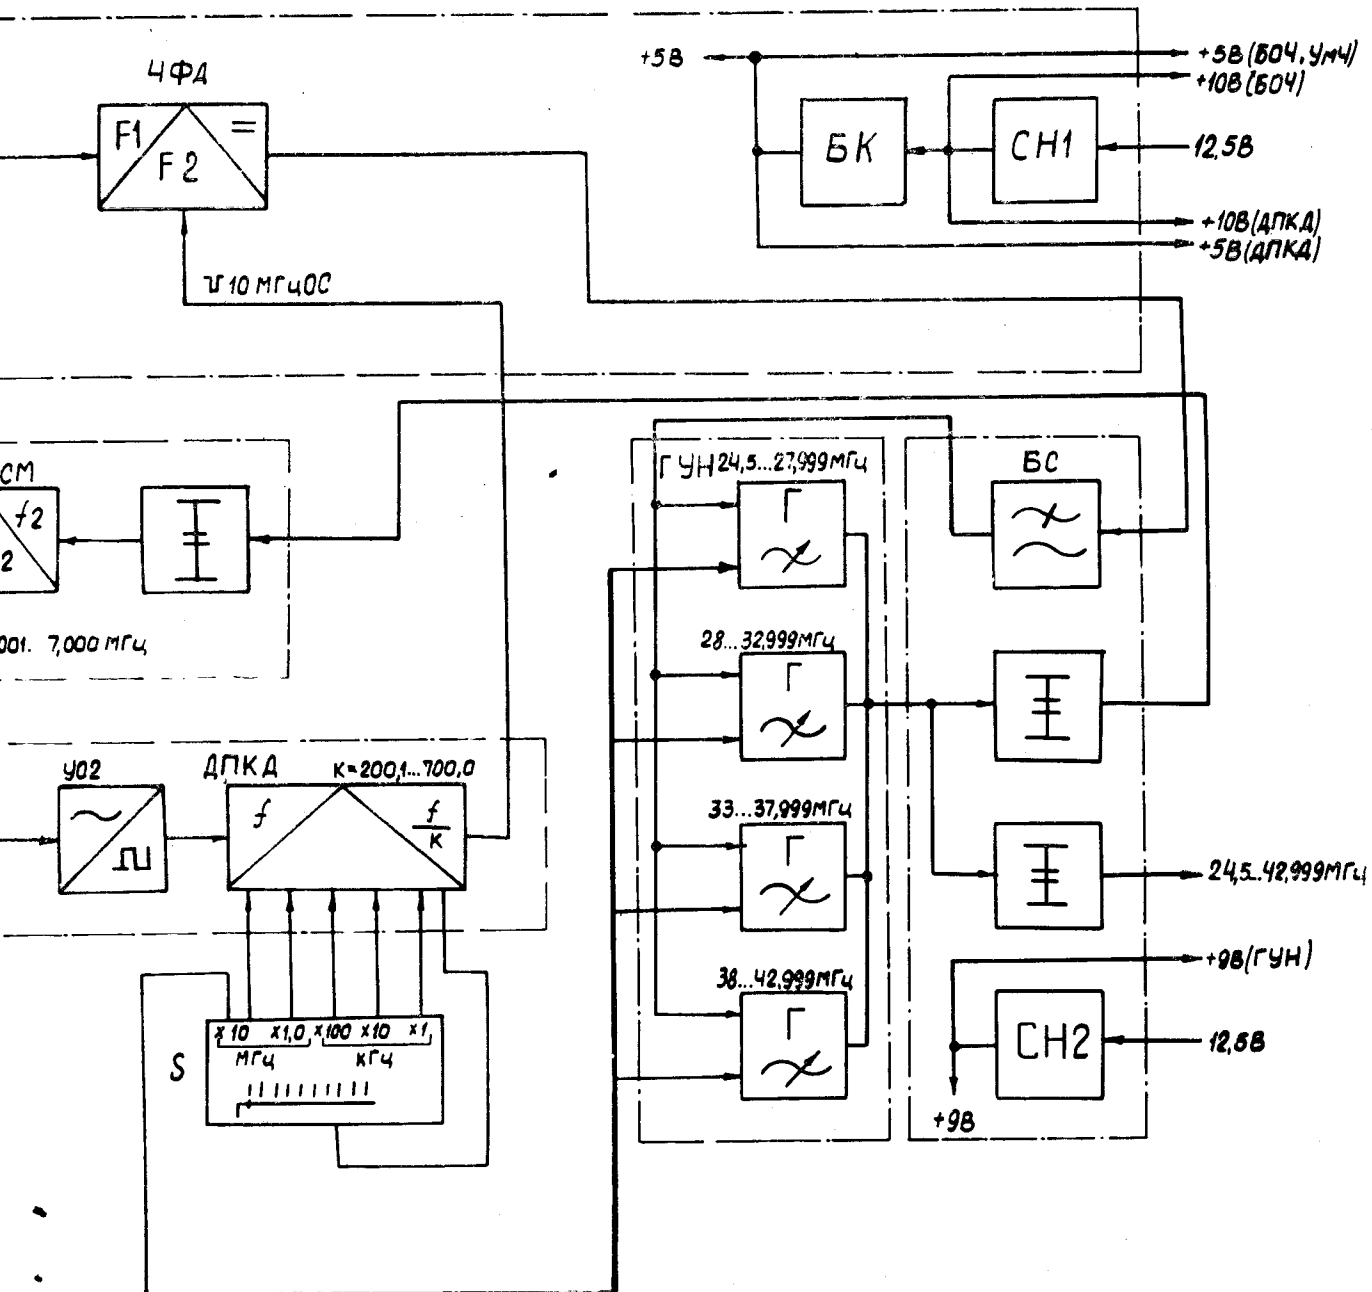 +5В
+5В (БОЧ, УМЧ)
+10В (БОЧ)
ЧФД
F1
F2
=
БК
СН1
12,5В
+10В (ДПКД)
+5В (ДПКД)
10 МГц ОС
СМ
f2
2
ГУН 24,5...27,999 МГц
Г
БС
001. 7,000 МГц
28...32,999 МГц
Г
УО2
ДПКД
К=200,1...700,0
f
f
К
33...37,999 МГц
Г
24,5..42,999 МГц
38...42,999 МГц
Г
+9В (ГУН)
СН2
12,5В
+9В
S
х10 х1,0 х100 х10 х1
МГц кГц